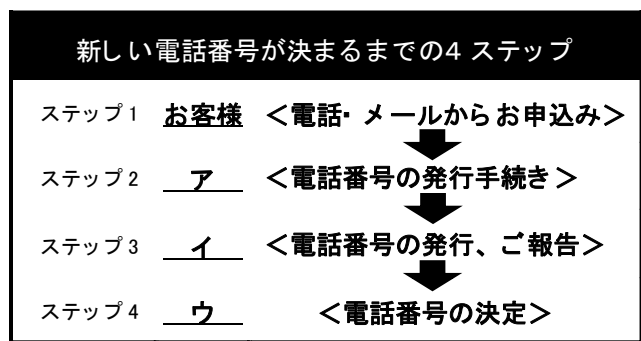 新しい電話番号が決まるまでの4 ステップ
ステップ1 お客様 <電話・メールからお申込み>
ステップ2 ア <電話番号の発行手続き>
ステップ3 イ <電話番号の発行、ご報告>
ステップ4 ウ <電話番号の決定>